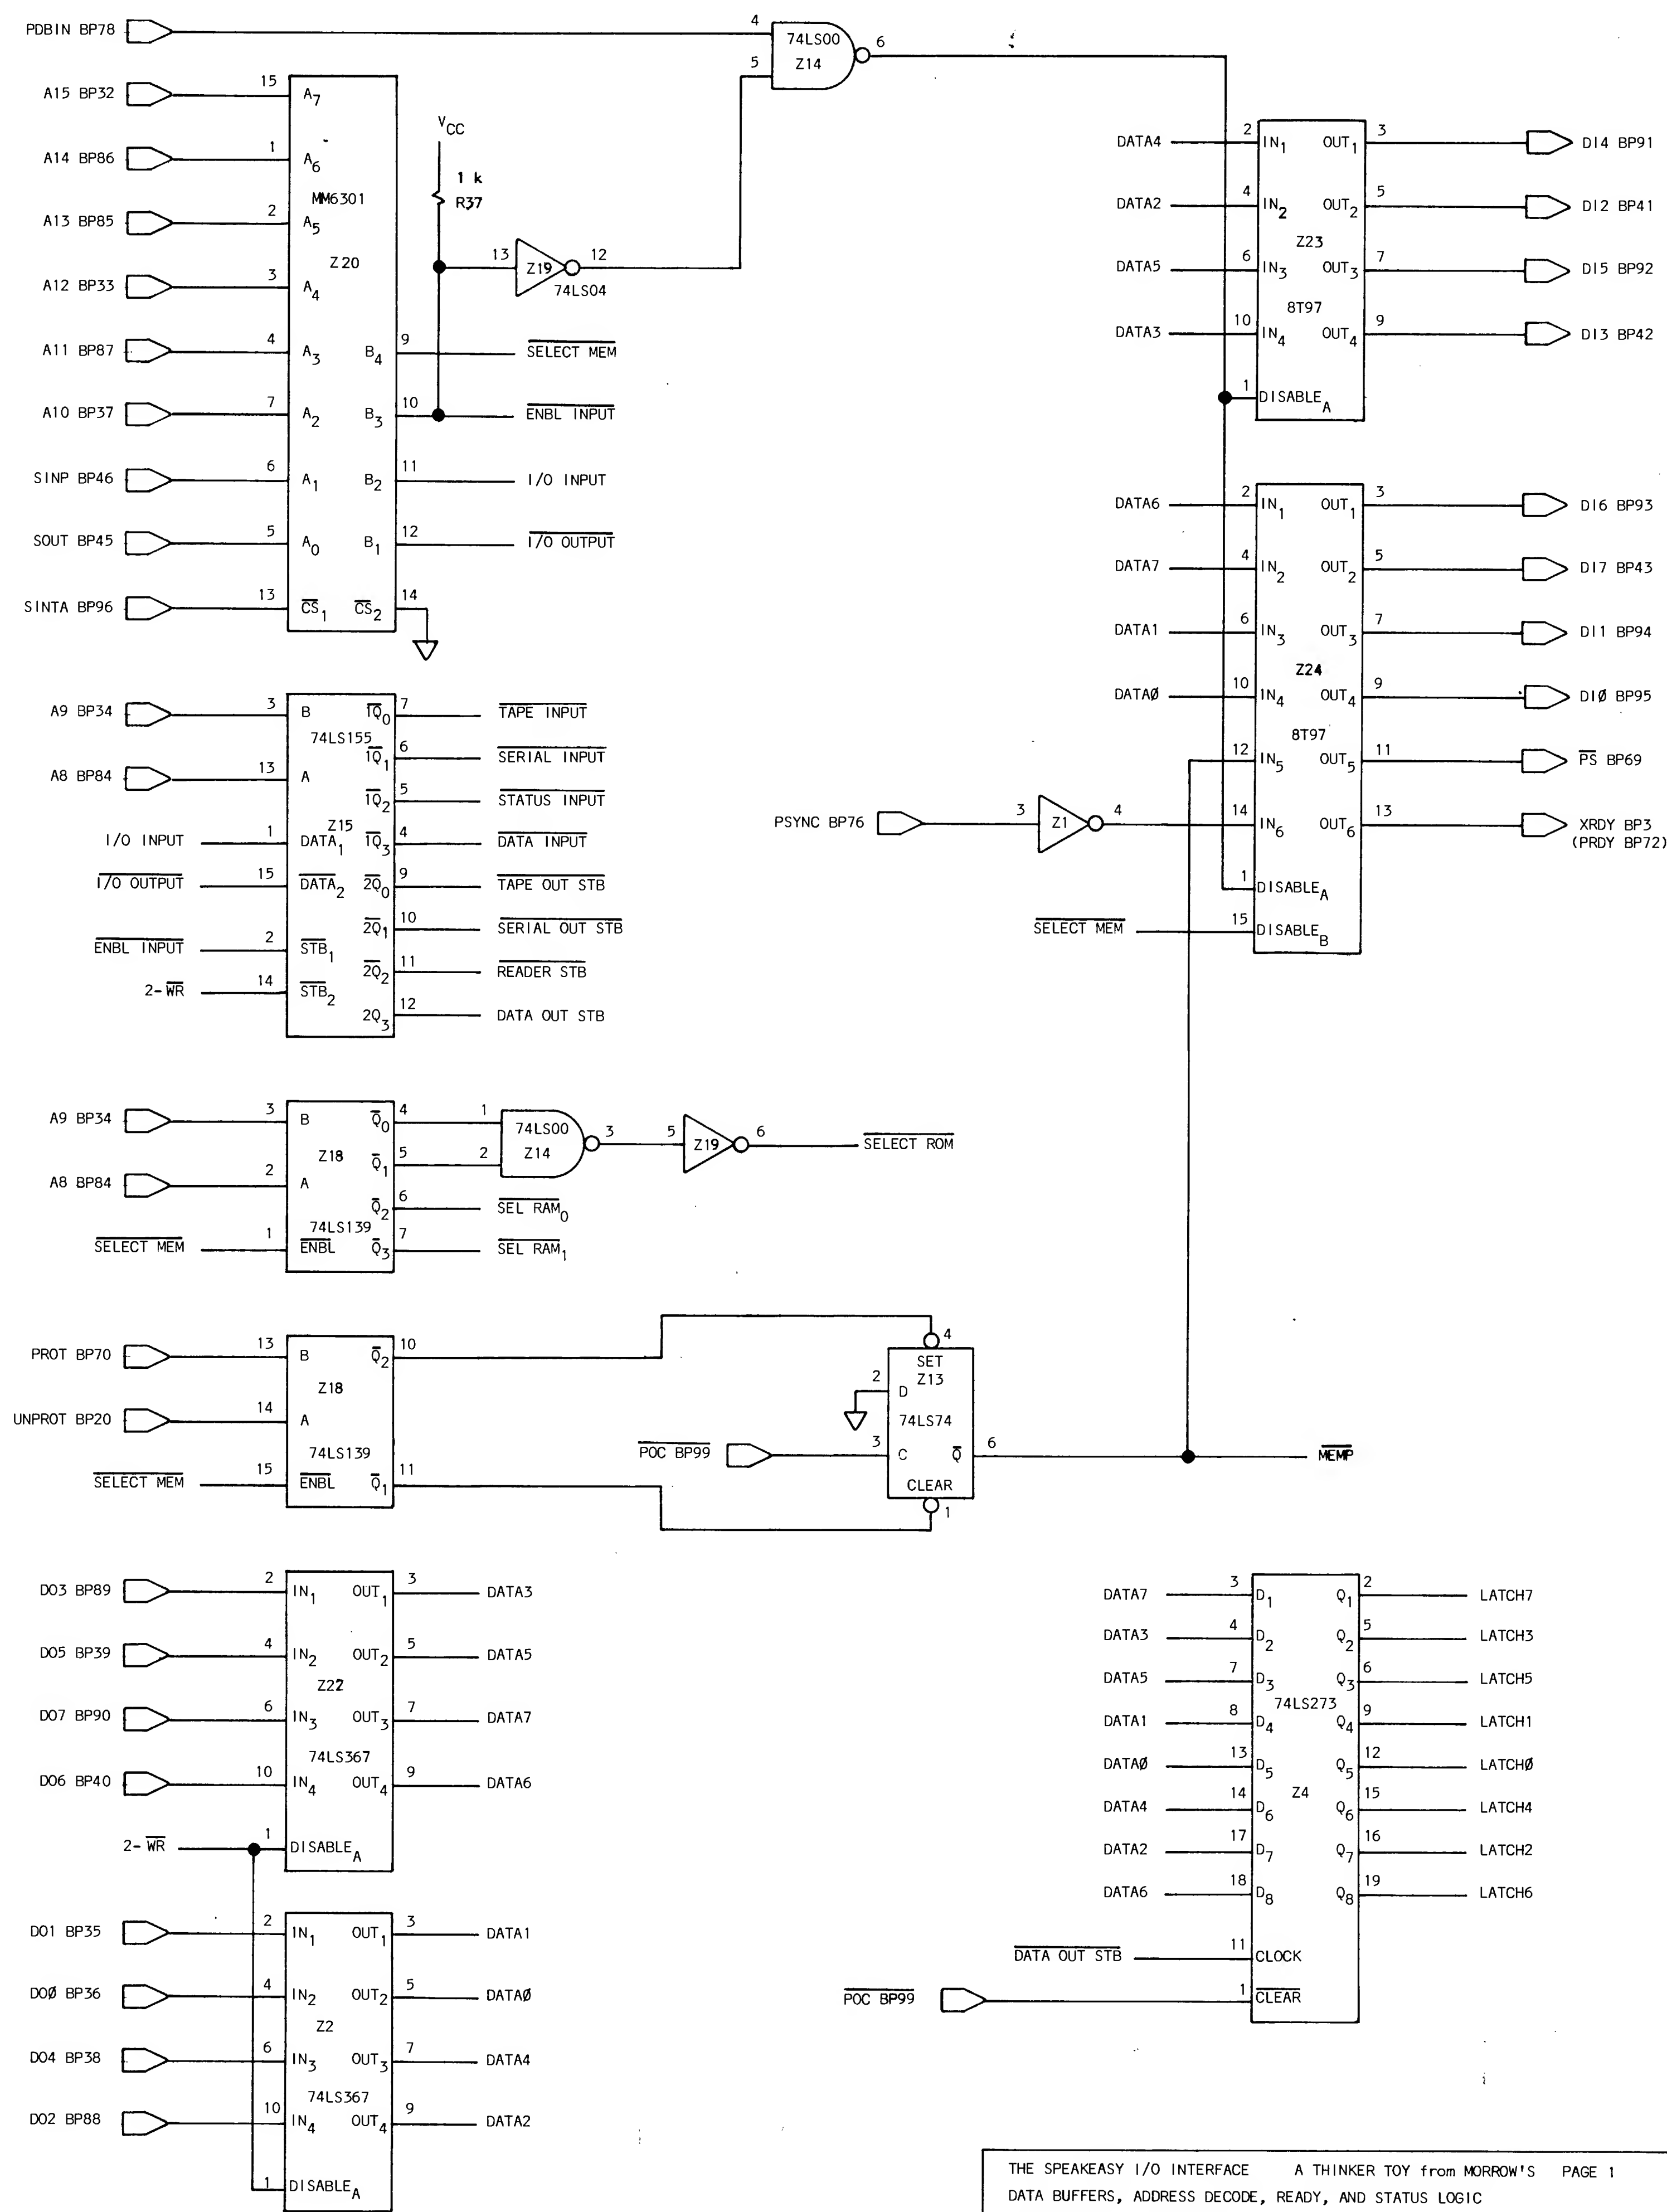 PDBIN BP78
4
5
74LS00
Z14
6
A15 BP32
15
A7
A14 BP86
1
A6
MM6301
A13 BP85
2
A5
Z20
A12 BP33
3
A4
A11 BP87
4
A3
B4
9
SELECT MEM
A10 BP37
7
A2
B3
10
ENBL INPUT
SINP BP46
6
A1
B2
11
I/O INPUT
SOUT BP45
5
A0
B1
12
I/O OUTPUT
SINTA BP96
13
CS1
CS2
14
VCC
1 k
R37
13
Z19
12
74LS04
DATA4
2
IN1
OUT1
3
DI4 BP91
DATA2
4
IN2
OUT2
5
DI2 BP41
Z23
DATA5
6
IN3
OUT3
7
DI5 BP92
8T97
DATA3
10
IN4
OUT4
9
DI3 BP42
1
DISABLEA
DATA6
2
IN1
OUT1
3
DI6 BP93
DATA7
4
IN2
OUT2
5
DI7 BP43
DATA1
6
IN3
OUT3
7
DI1 BP94
Z24
DATAØ
10
IN4
OUT4
9
DIØ BP95
8T97
12
IN5
OUT5
11
PS BP69
PSYNC BP76
3
Z1
4
14
IN6
OUT6
13
XRDY BP3
(PRDY BP72)
1
DISABLEA
SELECT MEM
15
DISABLEB
A9 BP34
3
B
1Q0
7
TAPE INPUT
74LS155
1Q1
6
SERIAL INPUT
A8 BP84
13
A
1Q2
5
STATUS INPUT
Z15
I/O INPUT
1
DATA1
1Q3
4
DATA INPUT
I/O OUTPUT
15
DATA2
2Q0
9
TAPE OUT STB
2Q1
10
SERIAL OUT STB
ENBL INPUT
2
STB1
2Q2
11
READER STB
2-WR
14
STB2
2Q3
12
DATA OUT STB
A9 BP34
3
B
Q0
4
1
74LS00
Z14
3
5
Z19
6
SELECT ROM
Z18
Q1
5
2
A8 BP84
2
A
Q2
6
SEL RAM0
74LS139
SELECT MEM
1
ENBL
Q3
7
SEL RAM1
PROT BP70
13
B
Q2
10
Z18
UNPROT BP20
14
A
74LS139
SELECT MEM
15
ENBL
Q1
11
4
SET
Z13
2
D
74LS74
POC BP99
3
C
Q
6
MEMP
CLEAR
1
DO3 BP89
2
IN1
OUT1
3
DATA3
DO5 BP39
4
IN2
OUT2
5
DATA5
Z22
DO7 BP90
6
IN3
OUT3
7
DATA7
74LS367
DO6 BP40
10
IN4
OUT4
9
DATA6
2-WR
1
DISABLEA
DO1 BP35
2
IN1
OUT1
3
DATA1
DOØ BP36
4
IN2
OUT2
5
DATAØ
Z2
DO4 BP38
6
IN3
OUT3
7
DATA4
74LS367
DO2 BP88
10
IN4
OUT4
9
DATA2
1
DISABLEA
DATA7
3
D1
Q1
2
LATCH7
DATA3
4
D2
Q2
5
LATCH3
DATA5
7
D3
Q3
6
LATCH5
74LS273
DATA1
8
D4
Q4
9
LATCH1
DATAØ
13
D5
Q5
12
LATCHØ
Z4
DATA4
14
D6
Q6
15
LATCH4
DATA2
17
D7
Q7
16
LATCH2
DATA6
18
D8
Q8
19
LATCH6
DATA OUT STB
11
CLOCK
POC BP99
1
CLEAR
THE SPEAKEASY I/O INTERFACE A THINKER TOY from MORROW'S PAGE 1
DATA BUFFERS, ADDRESS DECODE, READY, AND STATUS LOGIC